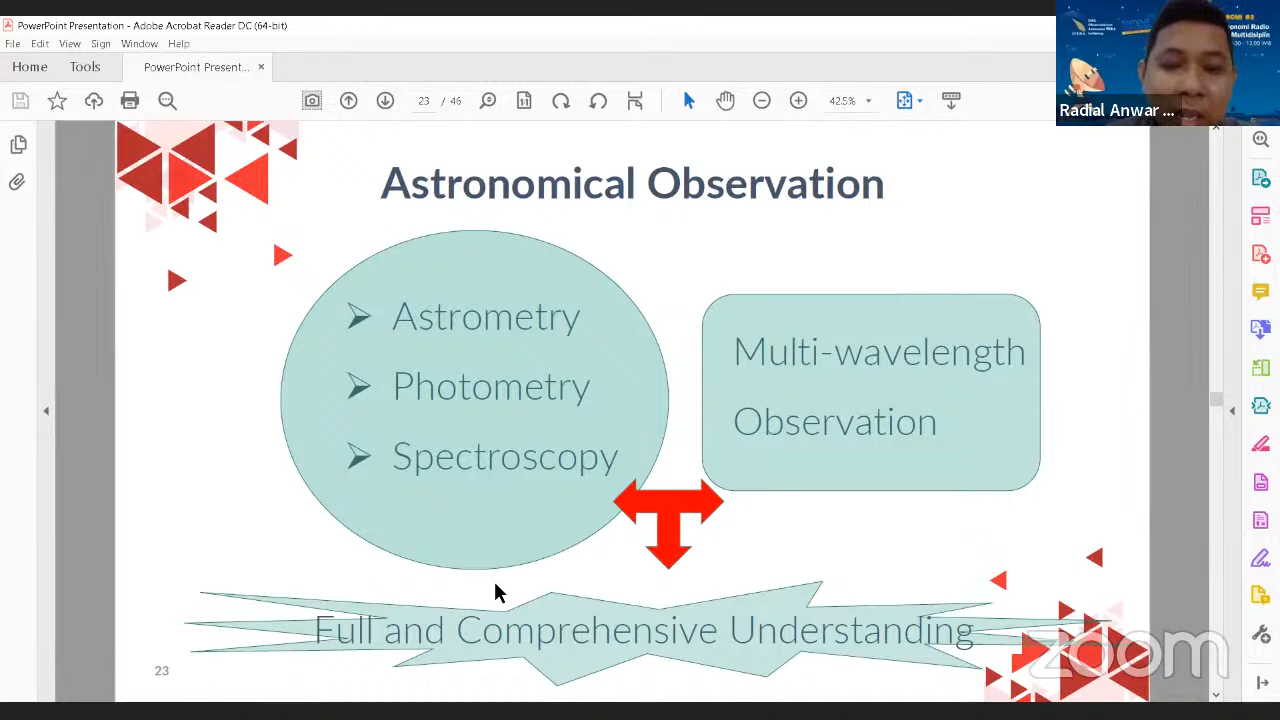 PowerPoint Presentation - Adobe Acrobat Reader DC (64-bit)
File Edit View Sign Window Help
Home Tools PowerPoint Present... ×
23 / 46 42.5%
Radial Anwar ...
Astronomical Observation
➢ Astrometry
➢ Photometry
➢ Spectroscopy
Multi-wavelength
Observation
Full and Comprehensive Understanding
23
zoom